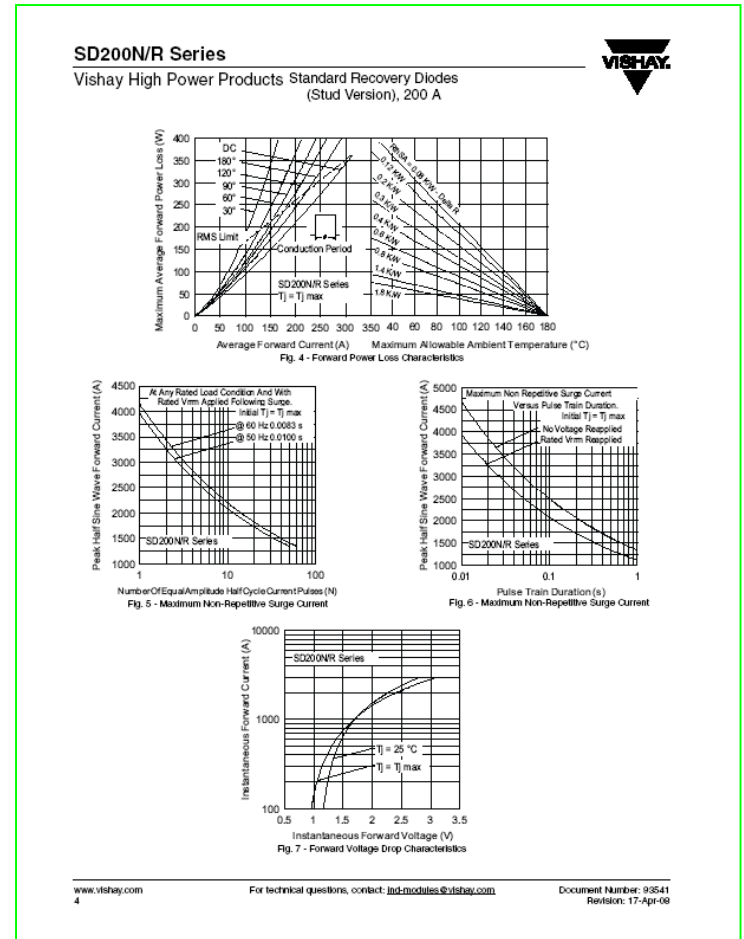 SD200N/R Series
VISHAY.
Vishay High Power Products Standard Recovery Diodes
(Stud Version), 200 A
Maximum Average Forward Power Loss (W)
400
350
300
250
200
150
100
50
0
DC
180°
120°
90°
60°
30°
RMS Limit
Conduction Period
SD200N/R Series
Tj = Tj max
0 50 100 150 200 250 300 350
Average Forward Current (A)
RthSA = 0.08 K/W - Delta R
0.12 K/W
0.2 K/W
0.3 K/W
0.4 K/W
0.6 K/W
0.8 K/W
1.4 K/W
1.8 K/W
40 60 80 100 120 140 160 180
Maximum Allowable Ambient Temperature (°C)
Fig. 4 - Forward Power Loss Characteristics
Peak Half Sine Wave Forward Current (A)
4500
4000
3500
3000
2500
2000
1500
1000
At Any Rated Load Condition And With
Rated Vrrm Applied Following Surge.
Initial Tj = Tj max
@ 60 Hz 0.0083 s
@ 50 Hz 0.0100 s
SD200N/R Series
1 10 100
Number Of Equal Amplitude Half Cycle Current Pulses (N)
Fig. 5 - Maximum Non-Repetitive Surge Current
Peak Half Sine Wave Forward Current (A)
5000
4500
4000
3500
3000
2500
2000
1500
1000
Maximum Non Repetitive Surge Current
Versus Pulse Train Duration.
Initial Tj = Tj max
No Voltage Reapplied
Rated Vrrm Reapplied
SD200N/R Series
0.01 0.1 1
Pulse Train Duration (s)
Fig. 6 - Maximum Non-Repetitive Surge Current
Instantaneous Forward Current (A)
10000
1000
100
SD200N/R Series
Tj = 25 °C
Tj = Tj max
0.5 1 1.5 2 2.5 3 3.5
Instantaneous Forward Voltage (V)
Fig. 7 - Forward Voltage Drop Characteristics
www.vishay.com
4
For technical questions, contact: ind-modules@vishay.com
Document Number: 93541
Revision: 17-Apr-08